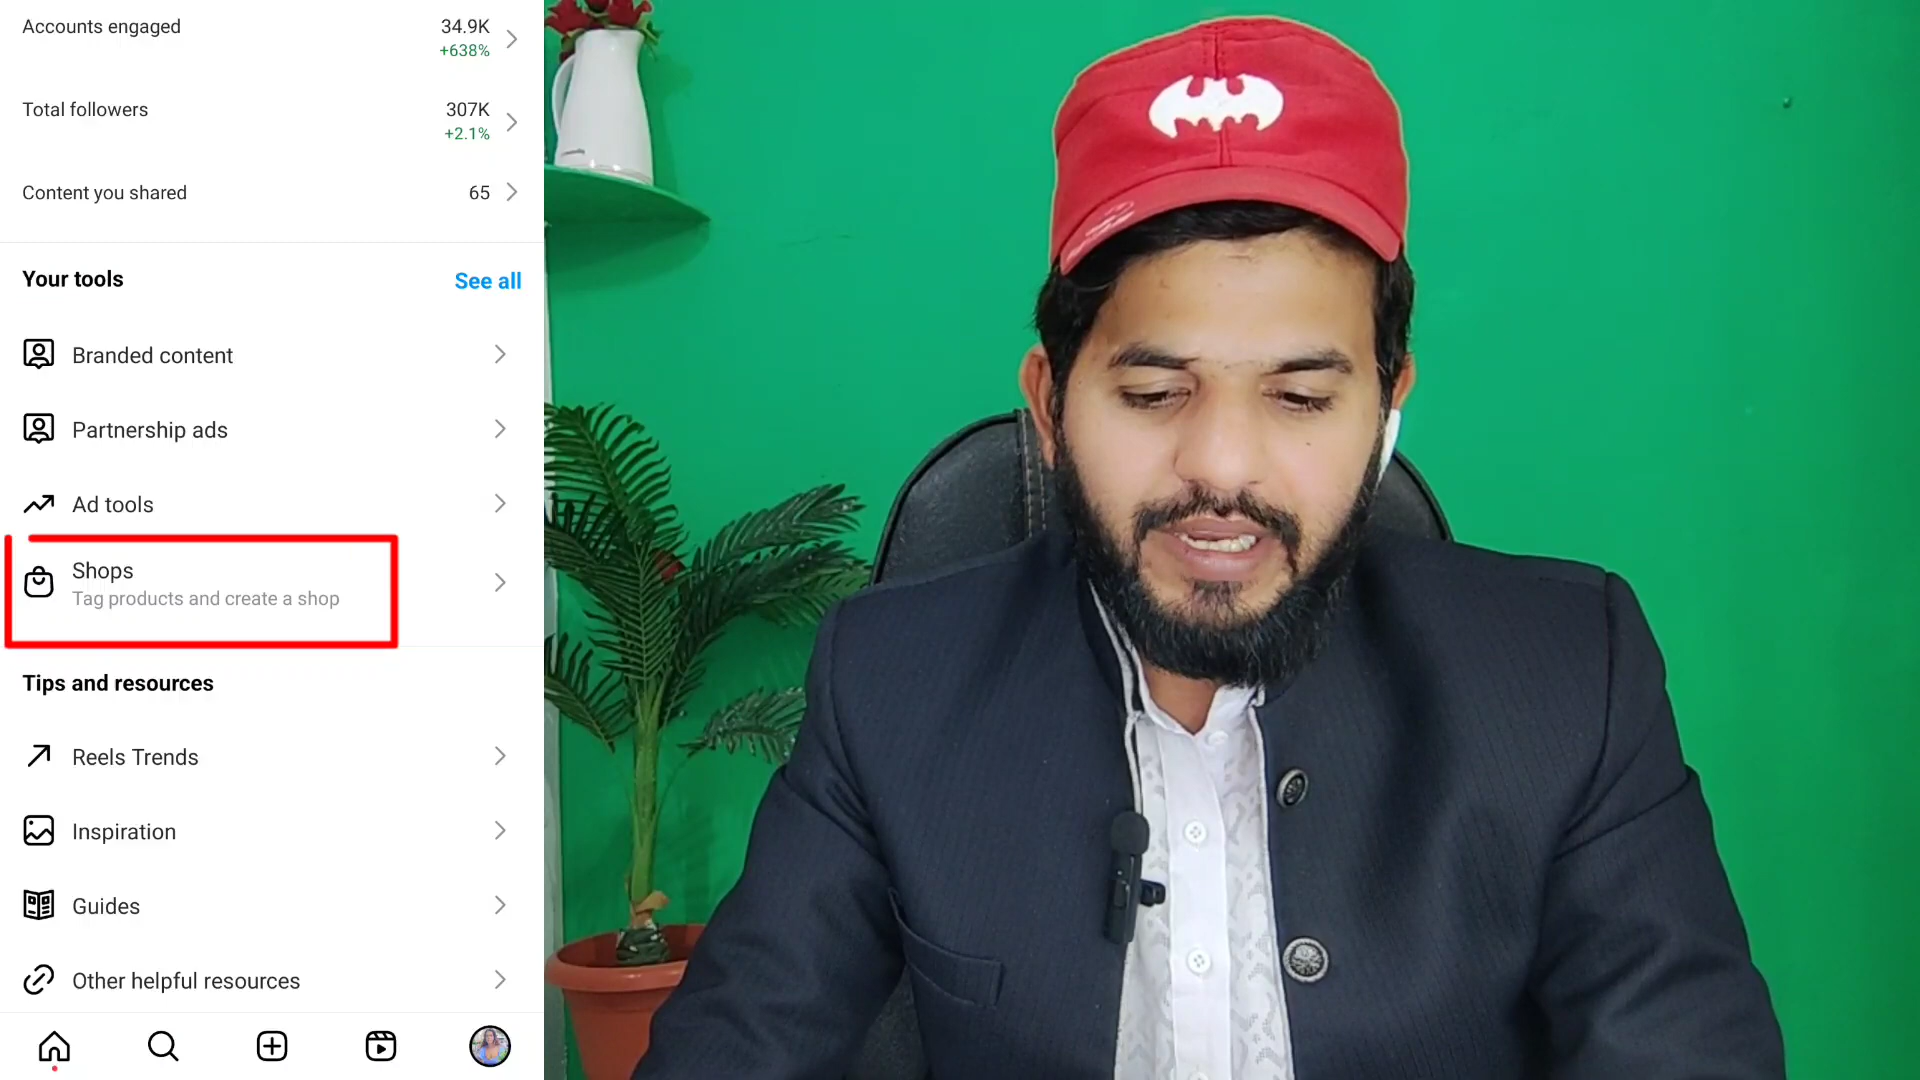 Accounts engaged
34.9K
+638%
Total followers
307K
+2.1%
Content you shared
65
Your tools
See all
Branded content
Partnership ads
Ad tools
Shops
Tag products and create a shop
Tips and resources
Reels Trends
Inspiration
Guides
Other helpful resources